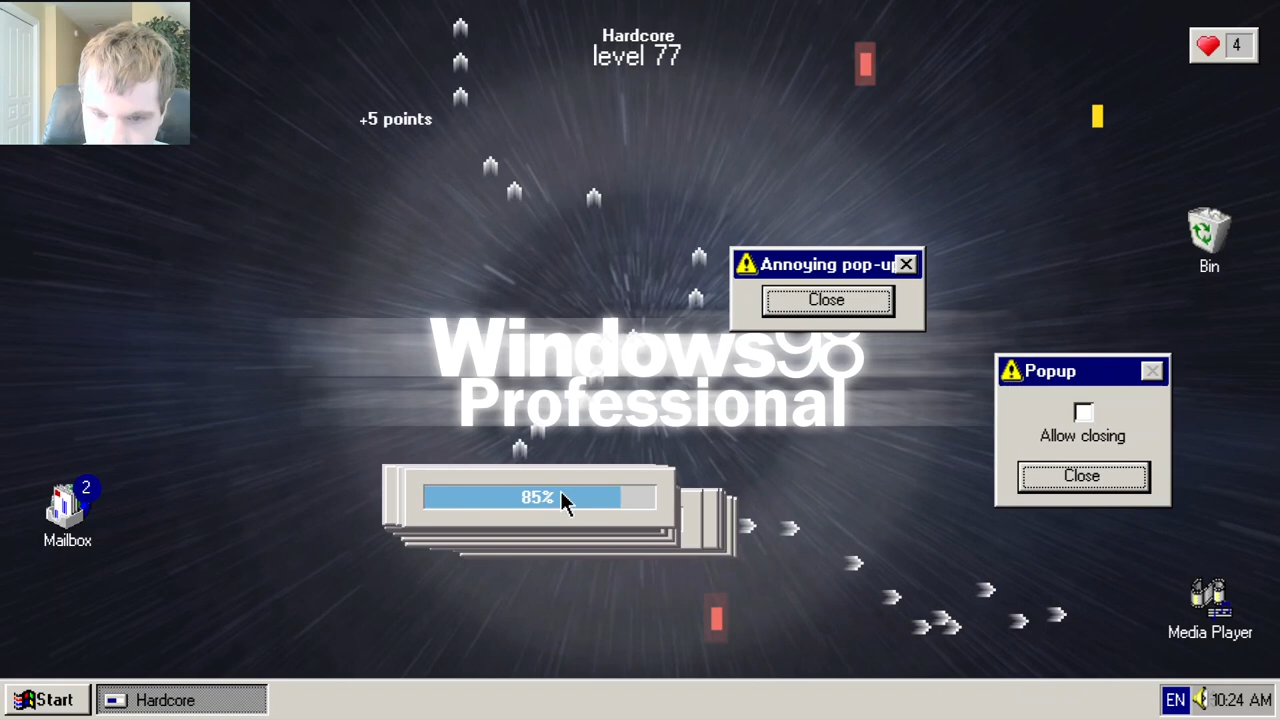 Hardcore
level 77
4
+5 points
Annoying pop-up
Close
Bin
Windows98
Professional
Popup
Allow closing
Close
85%
2
Mailbox
Media Player
Start
Hardcore
EN
10:24 AM